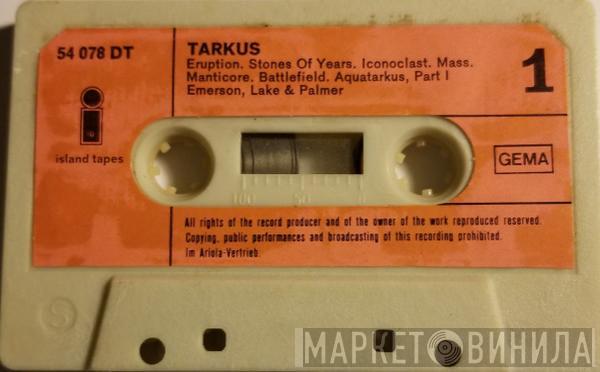 54 078 DT
TARKUS
Eruption. Stones Of Years. Iconoclast. Mass.
Manticore. Battlefield. Aquatarkus, Part I
Emerson, Lake & Palmer
1
island tapes
GEMA
100 50 0
All rights of the record producer and of the owner of the work reproduced reserved.
Copying, public performances and broadcasting of this recording prohibited.
Im Ariola-Vertrieb.
S
МАРКЕТ ВИНИЛА